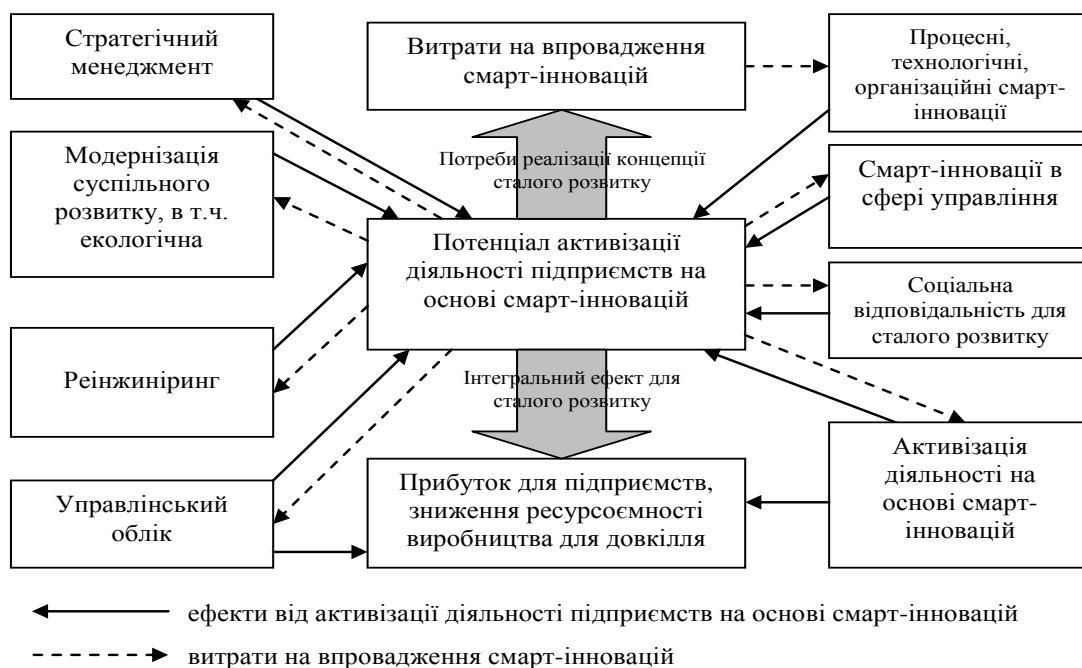 Стратегічний
менеджмент
Витрати на впровадження
смарт-інновацій
Процесні,
технологічні,
організаційні смарт-
інновації
Модернізація
суспільного
розвитку, в т.ч.
екологічна
Потреби реалізації концепції
сталого розвитку
Смарт-інновації в
сфері управління
Потенціал активізації
діяльності підприємств на
основі смарт-інновацій
Соціальна
відповідальність для
сталого розвитку
Реінжиніринг
Інтегральний ефект для
сталого розвитку
Управлінський
облік
Прибуток для підприємств,
зниження ресурсоємності
виробництва для довкілля
Активізація
діяльності на
основі смарт-
інновацій
ефекти від активізації діяльності підприємств на основі смарт-інновацій
витрати на впровадження смарт-інновацій